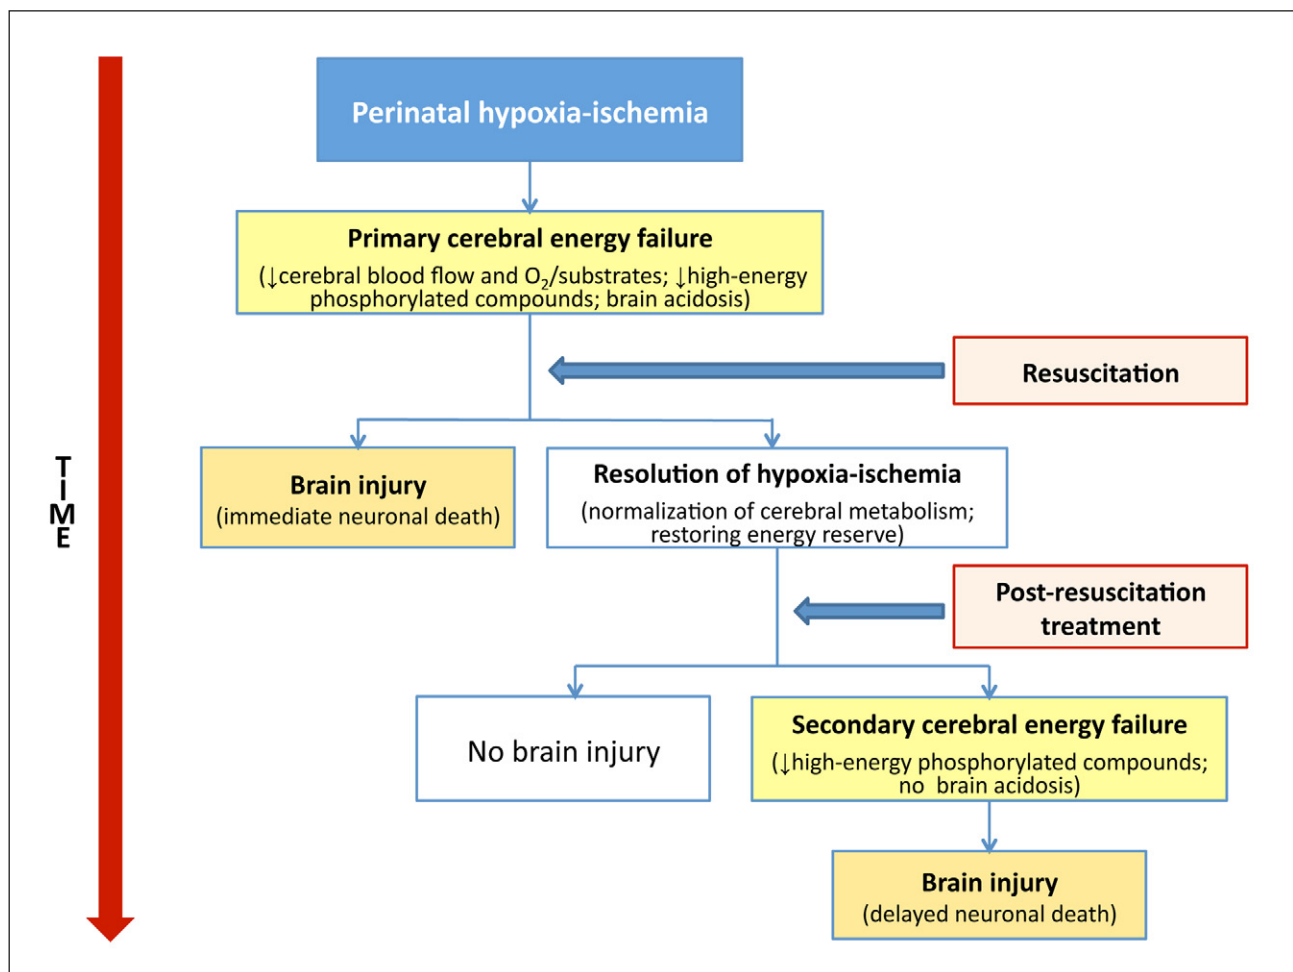 Perinatal hypoxia-ischemia
Primary cerebral energy failure
(↓cerebral blood flow and O₂/substrates; ↓high-energy
phosphorylated compounds; brain acidosis)
Resuscitation
Brain injury
(immediate neuronal death)
Resolution of hypoxia-ischemia
(normalization of cerebral metabolism;
restoring energy reserve)
T
I
M
E
Post-resuscitation
treatment
No brain injury
Secondary cerebral energy failure
(↓high-energy phosphorylated compounds;
no brain acidosis)
Brain injury
(delayed neuronal death)